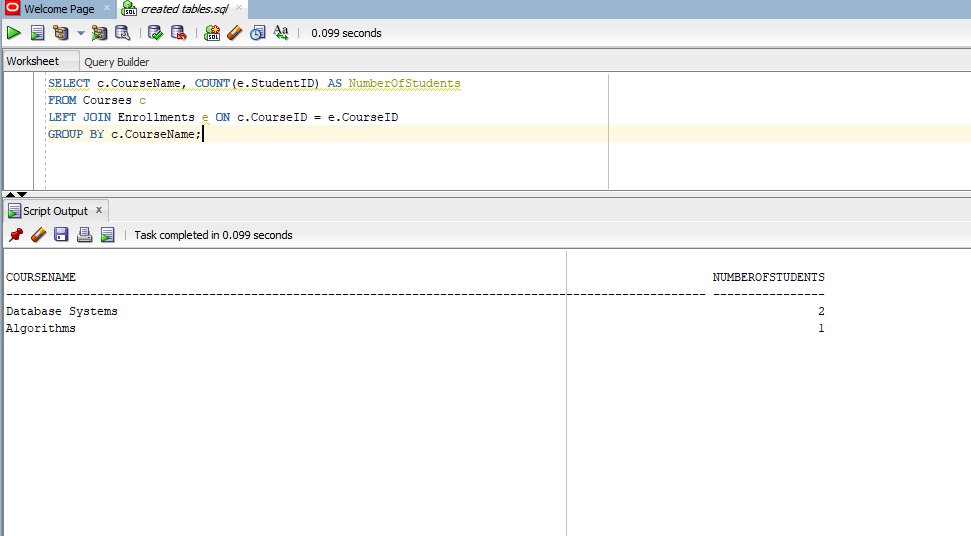 Welcome Page
created tables.sql
0.099 seconds
Worksheet
Query Builder
SELECT c.CourseName, COUNT(e.StudentID) AS NumberOfStudents
FROM Courses c
LEFT JOIN Enrollments e ON c.CourseID = e.CourseID
GROUP BY c.CourseName;
Script Output
Task completed in 0.099 seconds
COURSENAME NUMBEROFSTUDENTS
---------------------------------------------------------------------------------------------------- ----------------
Database Systems 2
Algorithms 1